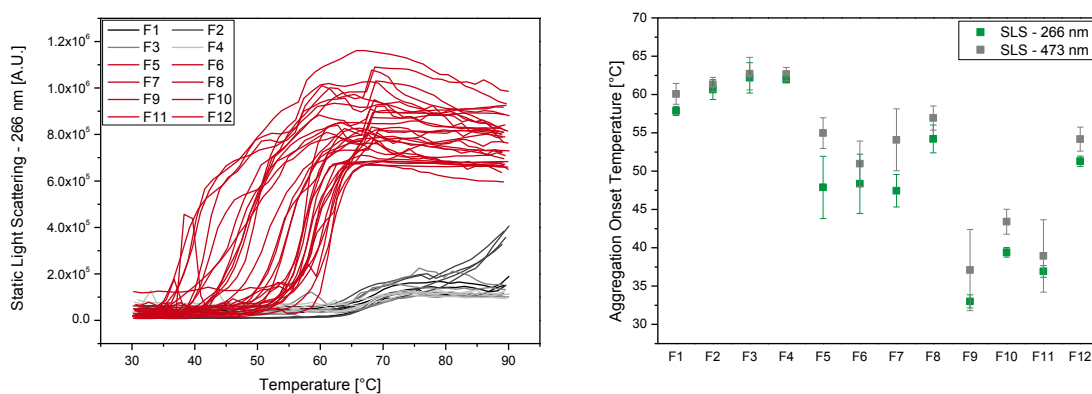 Static Light Scattering - 266 nm [A.U.]
1.2x10⁶
1.0x10⁶
8.0x10⁵
6.0x10⁵
4.0x10⁵
2.0x10⁵
0.0
F1 F2
F3 F4
F5 F6
F7 F8
F9 F10
F11 F12
30 40 50 60 70 80 90
Temperature [°C]
Aggregation Onset Temperature [°C]
70
65
60
55
50
45
40
35
30
SLS - 266 nm
SLS - 473 nm
F1 F2 F3 F4 F5 F6 F7 F8 F9 F10 F11 F12